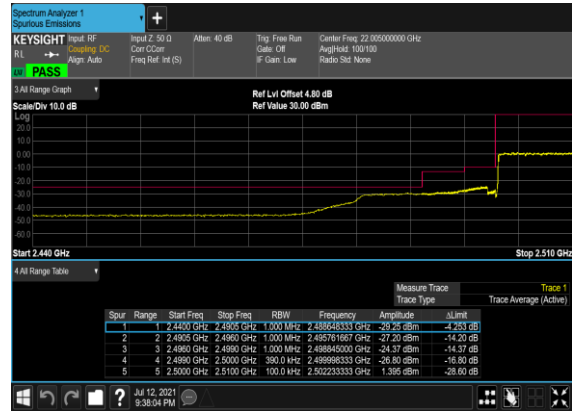 Spectrum Analyzer 1
Spurious Emissions
+
KEYSIGHT
RL
Input: RF
Coupling: DC
Align: Auto
Input Z: 50 Ω
Corr CCorr
Freq Ref: Int (S)
Atten: 40 dB
Trig: Free Run
Gate: Off
IF Gain: Low
Center Freq: 22.005000000 GHz
Avg|Hold: 100/100
Radio Std: None
PASS
3 All Range Graph
Scale/Div 10.0 dB
Ref Lvl Offset 4.80 dB
Ref Value 30.00 dBm
Log
20.0
10.0
0.00
-10.0
-20.0
-30.0
-40.0
-50.0
-60.0
Start 2.440 GHz
Stop 2.510 GHz
4 All Range Table
Measure Trace Trace 1
Trace Type Trace Average (Active)
Spur Range Start Freq Stop Freq RBW Frequency Amplitude ΔLimit
1 1 2.4400 GHz 2.4905 GHz 1.000 MHz 2.488648333 GHz -29.25 dBm -4.253 dB
2 2 2.4905 GHz 2.4960 GHz 1.000 MHz 2.495761667 GHz -27.20 dBm -14.20 dB
3 3 2.4960 GHz 2.4990 GHz 1.000 MHz 2.498845000 GHz -24.37 dBm -14.37 dB
4 4 2.4990 GHz 2.5000 GHz 390.0 kHz 2.499998333 GHz -26.80 dBm -16.80 dB
5 5 2.5000 GHz 2.5100 GHz 100.0 kHz 2.502233333 GHz 1.395 dBm -28.60 dB
?
Jul 12, 2021
9:38:04 PM